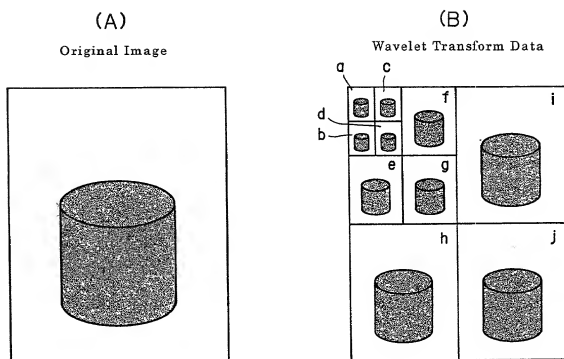 (A)
Original Image
(B)
Wavelet Transform Data
a
c
d
b
f
i
e
g
h
j